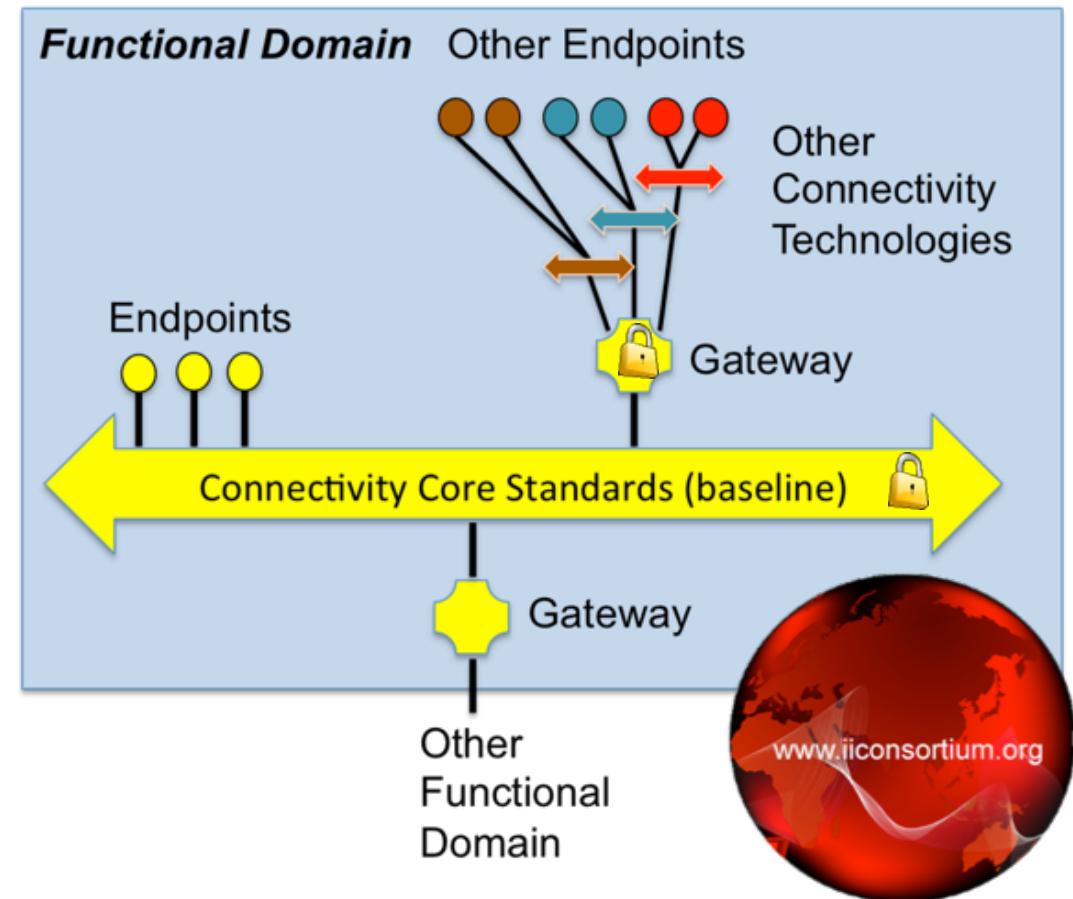 Functional Domain
Other Endpoints
Other
Connectivity
Technologies
Endpoints
Gateway
Connectivity Core Standards (baseline)
Gateway
www.iiconsortium.org
Other
Functional
Domain